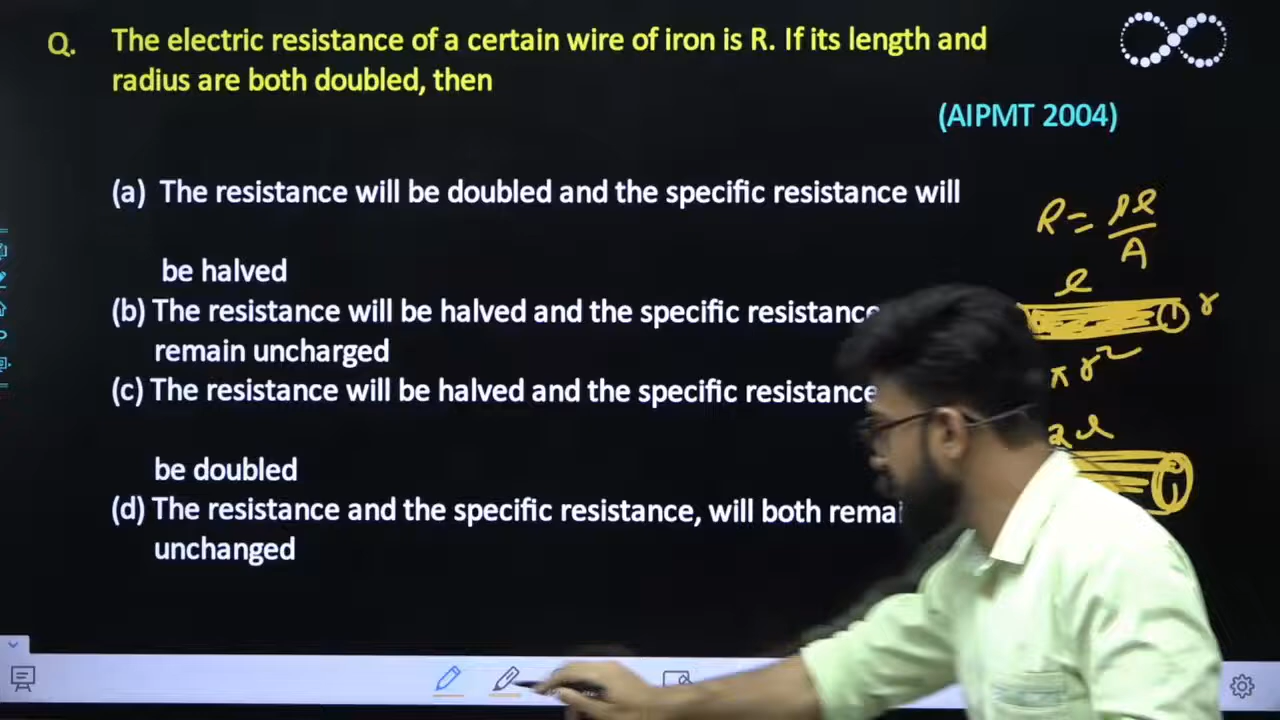 Q. The electric resistance of a certain wire of iron is R. If its length and
radius are both doubled, then
(AIPMT 2004)
(a) The resistance will be doubled and the specific resistance will
be halved
(b) The resistance will be halved and the specific resistance
remain uncharged
(c) The resistance will be halved and the specific resistance
be doubled
(d) The resistance and the specific resistance, will both remai
unchanged
R = ρl
A
l
r
πr²
2l